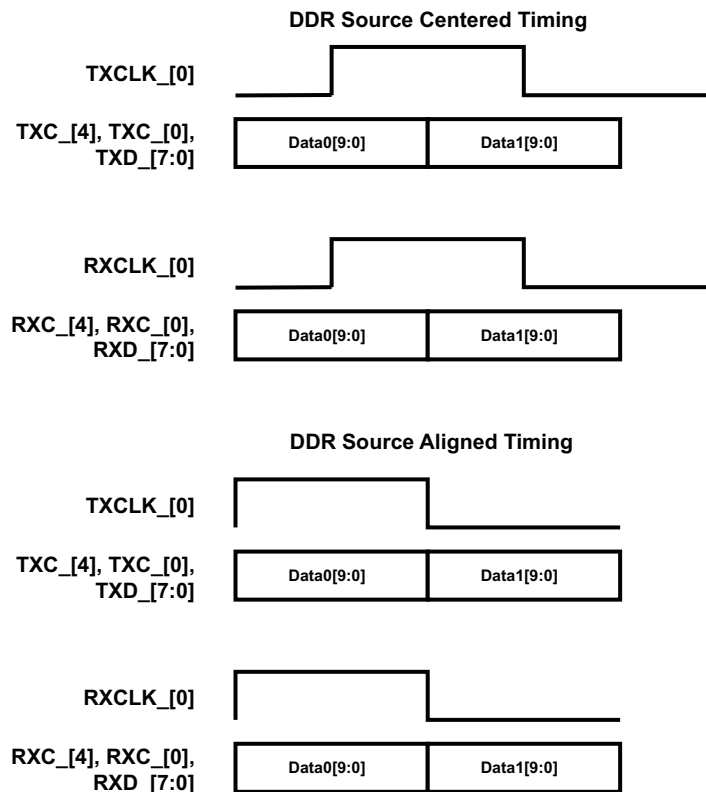 DDR Source Centered Timing
TXCLK_[0]
TXC_[4], TXC_[0],
TXD_[7:0]
Data0[9:0] Data1[9:0]
RXCLK_[0]
RXC_[4], RXC_[0],
RXD_[7:0]
Data0[9:0] Data1[9:0]
DDR Source Aligned Timing
TXCLK_[0]
TXC_[4], TXC_[0],
TXD_[7:0]
Data0[9:0] Data1[9:0]
RXCLK_[0]
RXC_[4], RXC_[0],
RXD_[7:0]
Data0[9:0] Data1[9:0]